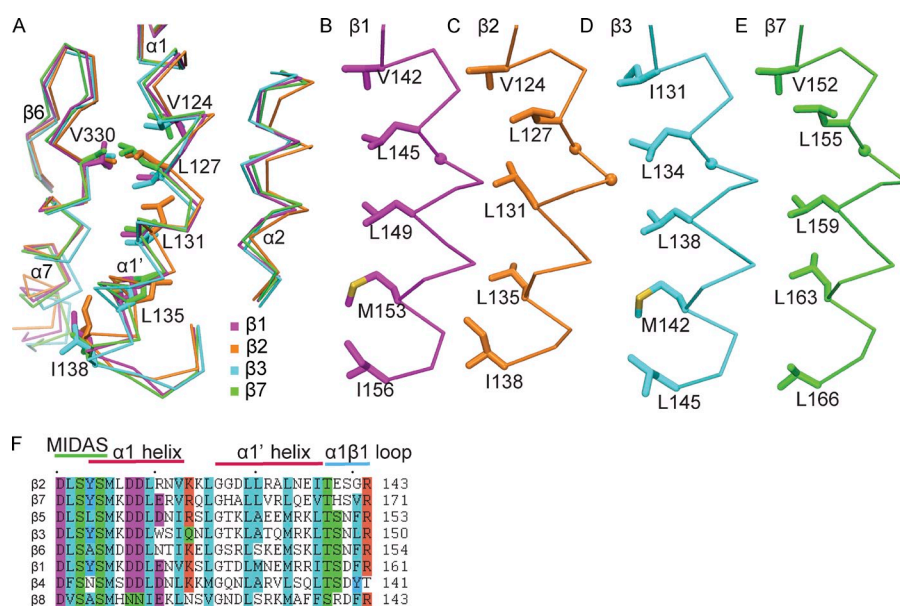 A
α1
β6
V124
V330
L127
L131
α2
α7
α1'
L135
I138
β1
β2
β3
β7
B β1
V142
L145
L149
M153
I156
C β2
V124
L127
L131
L135
I138
D β3
I131
L134
L138
M142
L145
E β7
V152
L155
L159
L163
L166
F
MIDAS α1 helix α1' helix α1β1 loop
β2 DLSYSMLDDLRNVKKLGGDLLRALNEITESGR 143
β7 DLSYSMKDDLERVRQLGHALLVRLQEVTHSVR 171
β5 DLSLSMKDDLDNIRSLGTKLAEEMRKLTSNFR 153
β3 DLSYSMKDDLWSIQNLGTKLATQMRKLTSNLR 150
β6 DLSASMDDDLNTIKELGSRLSKEMSKLTSNFR 154
β1 DLSYSMKDDLENVKSLGTDLMNEMRRITSDFR 161
β4 DFSNSMSDDLDNLKKMGQNLARVLSQLTSDYT 141
β8 DVSASMHNNIEKLNSVGNDLSRKMAFFSRDFR 143